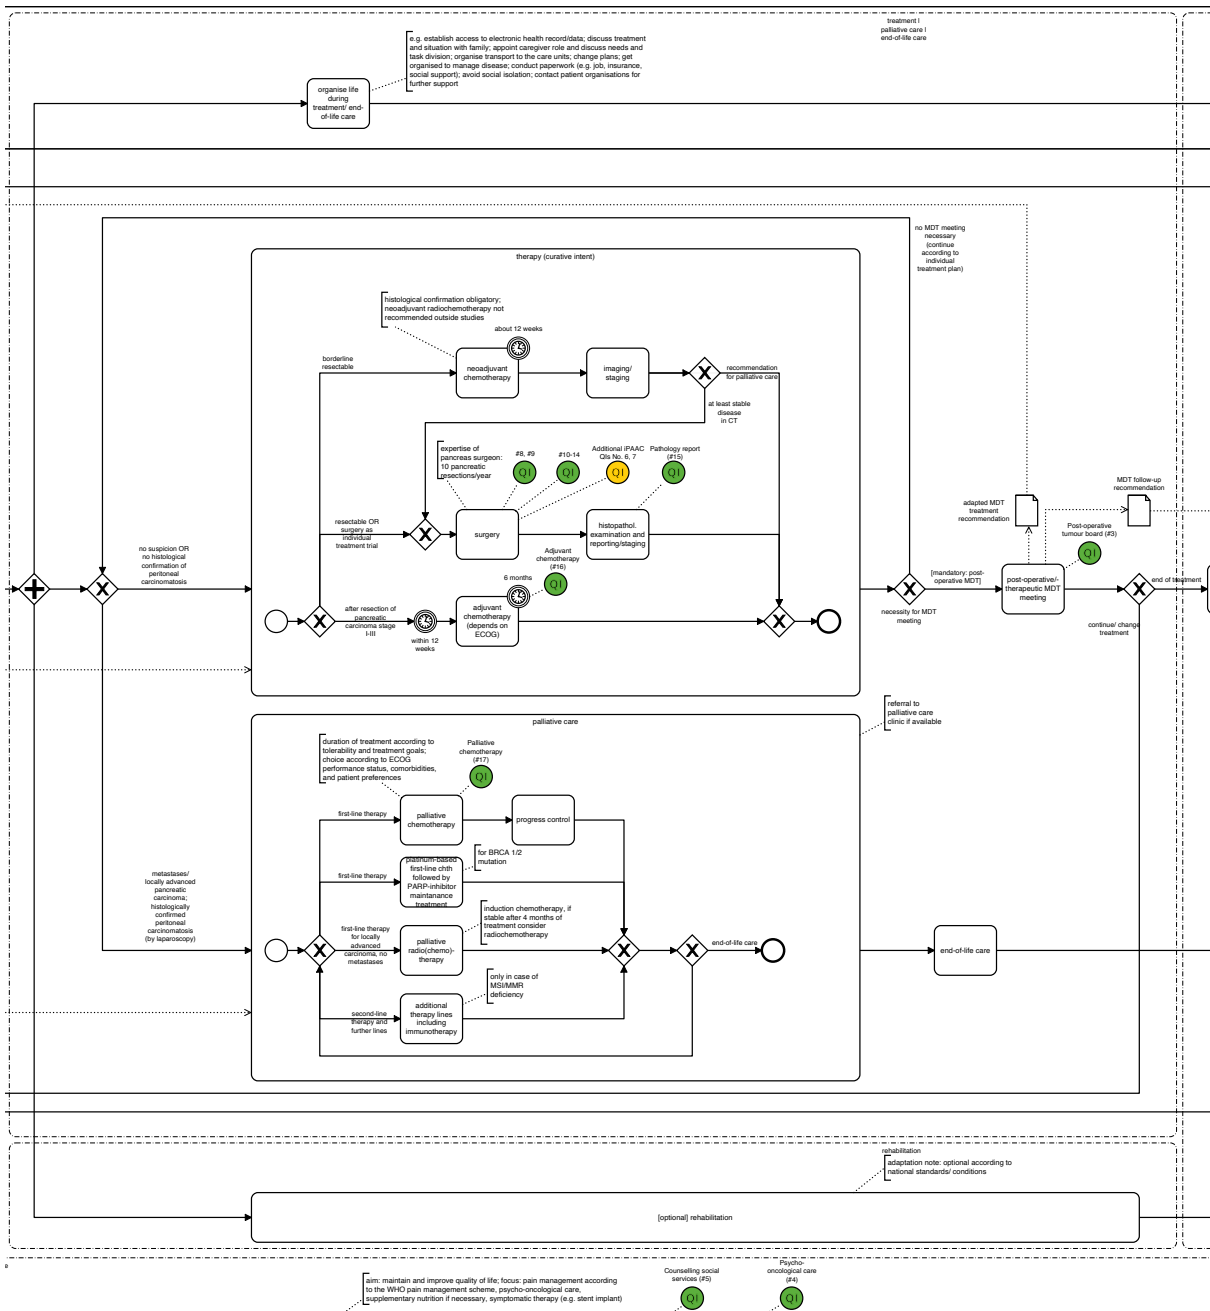 treatment |
palliative care |
end-of-life care
e.g. establish access to electronic health record/data; discuss treatment
and situation with family; appoint caregiver role and discuss needs and
task division; organise transport to the care units; change plans; get
organised to manage disease; conduct paperwork (e.g. job, insurance,
social support); avoid social isolation; contact patient organisations for
further support
organise life
during
treatment/ end-
of-life care
no MDT meeting
necessary
(continue
according to
individual
treatment plan)
therapy (curative intent)
histological confirmation obligatory;
neoadjuvant radiochemotherapy not
recommended outside studies
about 12 weeks
borderline
resectable
neoadjuvant
chemotherapy
imaging/
staging
X
recommendation
for palliative care
at least stable
disease
in CT
expertise of
pancreas surgeon:
10 pancreatic
resections/year
#8, #9
QI
#10-14
QI
Additional iPAAC
QIs No. 6, 7
QI
Pathology report
(#15)
QI
resectable OR
surgery as
individual
treatment trial
X
surgery
histopathol.
examination and
reporting/staging
adapted MDT
treatment
recommendation
MDT follow-up
recommendation
Post-operative
tumour board (#3)
QI
no suspicion OR
no histological
confirmation of
peritoneal
carcinomatosis
X
Adjuvant
chemotherapy
(#16)
QI
6 months
after resection of
pancreatic
carcinoma stage
I-III
X
within 12
weeks
adjuvant
chemotherapy
(depends on
ECOG)
X
X
necessity for MDT
meeting
[mandatory: post-
operative MDT]
post-operative/-
therapeutic MDT
meeting
X
end of treatment
continue/ change
treatment
referral to
palliative care
clinic if available
palliative care
duration of treatment according to
tolerability and treatment goals;
choice according to ECOG
performance status, comorbidities,
and patient preferences
Palliative
chemotherapy
(#17)
QI
first-line therapy
palliative
chemotherapy
progress control
for BRCA 1/2
mutation
first-line therapy
platinum-based
first-line chth
followed by
PARP-inhibitor
maintanance
treatment
metastases/
locally advanced
pancreatic
carcinoma;
histologically
confirmed
peritoneal
carcinomatosis
(by laparoscopy)
induction chemotherapy, if
stable after 4 months of
treatment consider
radiochemotherapy
X
first-line therapy
for locally
advanced
carcinoma, no
metastases
palliative
radio(chemo)-
therapy
X
X
end-of-life care
end-of-life care
only in case of
MSI/MMR
deficiency
second-line
therapy and
further lines
additional
therapy lines
including
immunotherapy
rehabilitation
adaptation note: optional according to
national standards/ conditions
[optional] rehabilitation
aim: maintain and improve quality of life; focus: pain management according
to the WHO pain management scheme, psycho-oncological care,
supplementary nutrition if necessary, symptomatic therapy (e.g. stent implant)
Counselling social
services (#5)
QI
Psycho-
oncological care
(#4)
QI